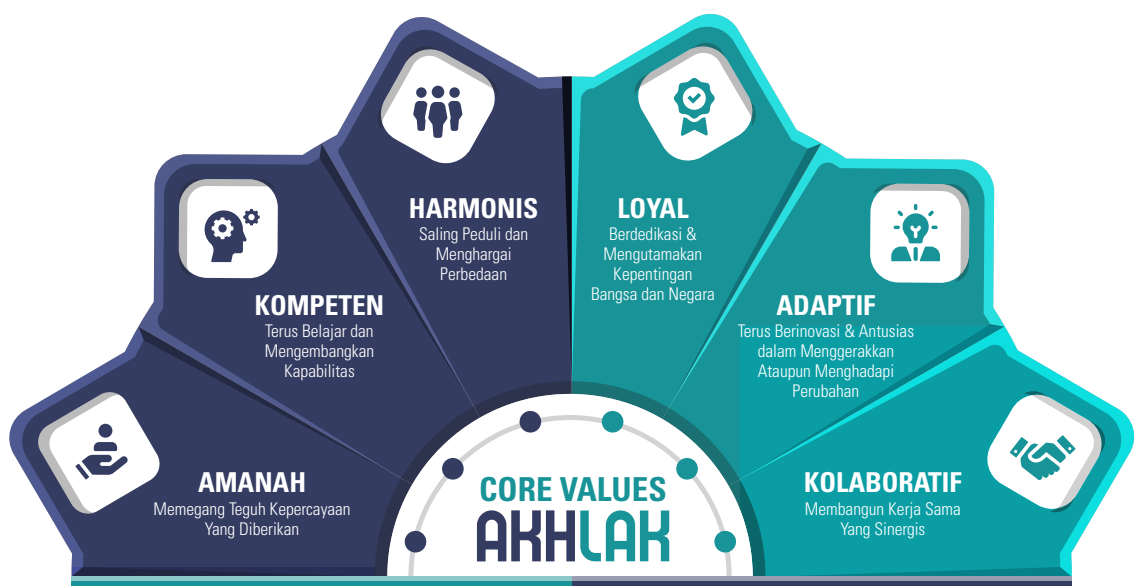 AMANAH
Memegang Teguh Kepercayaan
Yang Diberikan
KOMPETEN
Terus Belajar dan
Mengembangkan
Kapabilitas
HARMONIS
Saling Peduli dan
Menghargai
Perbedaan
LOYAL
Berdedikasi &
Mengutamakan
Kepentingan
Bangsa dan Negara
ADAPTIF
Terus Berinovasi & Antusias
dalam Menggerakkan
Ataupun Menghadapi
Perubahan
KOLABORATIF
Membangun Kerja Sama
Yang Sinergis
CORE VALUES
AKHLAK